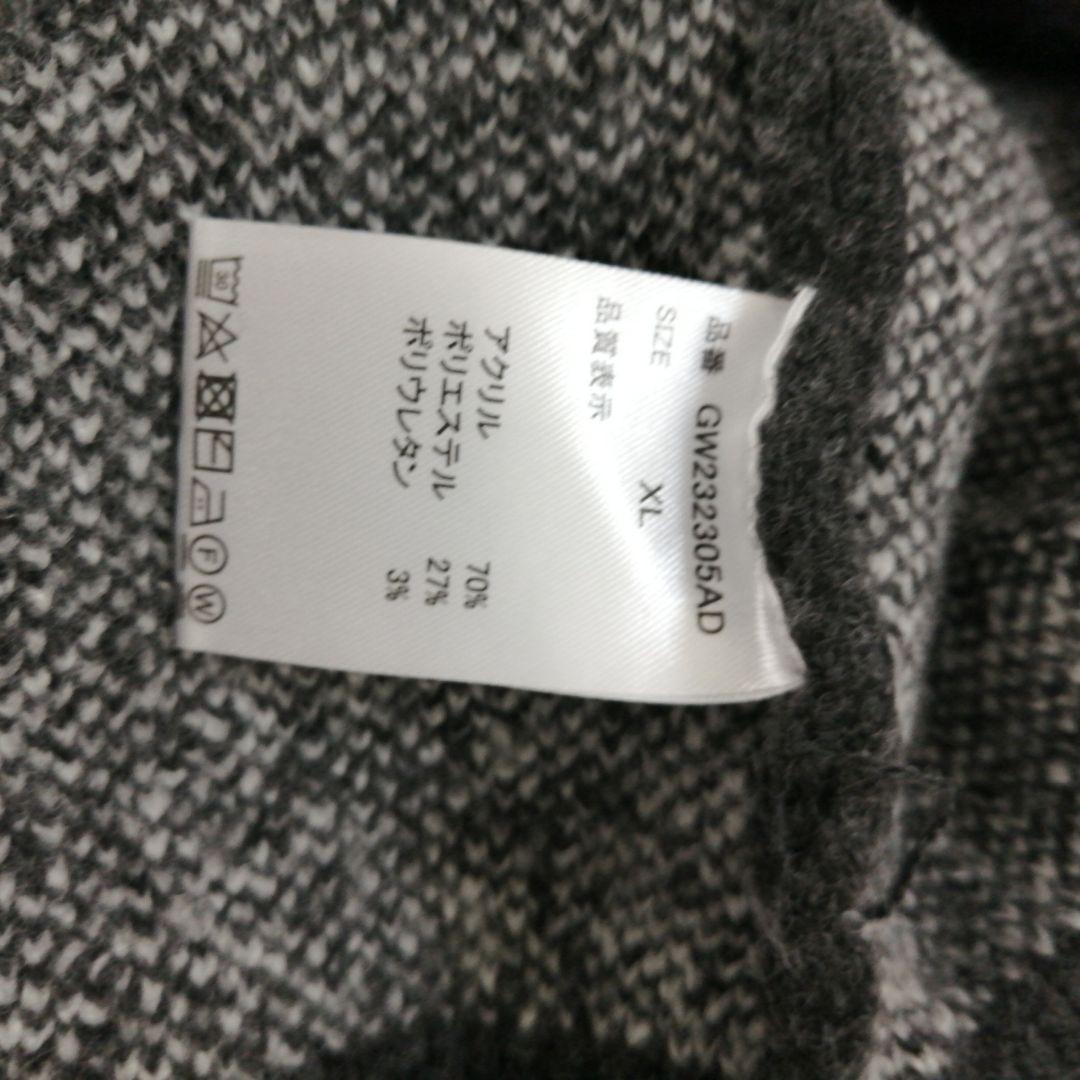 品番 GW232305AD
SIZE XL
品質表示
アクリル 70%
ポリエステル 27%
ポリウレタン 3%
30 F W